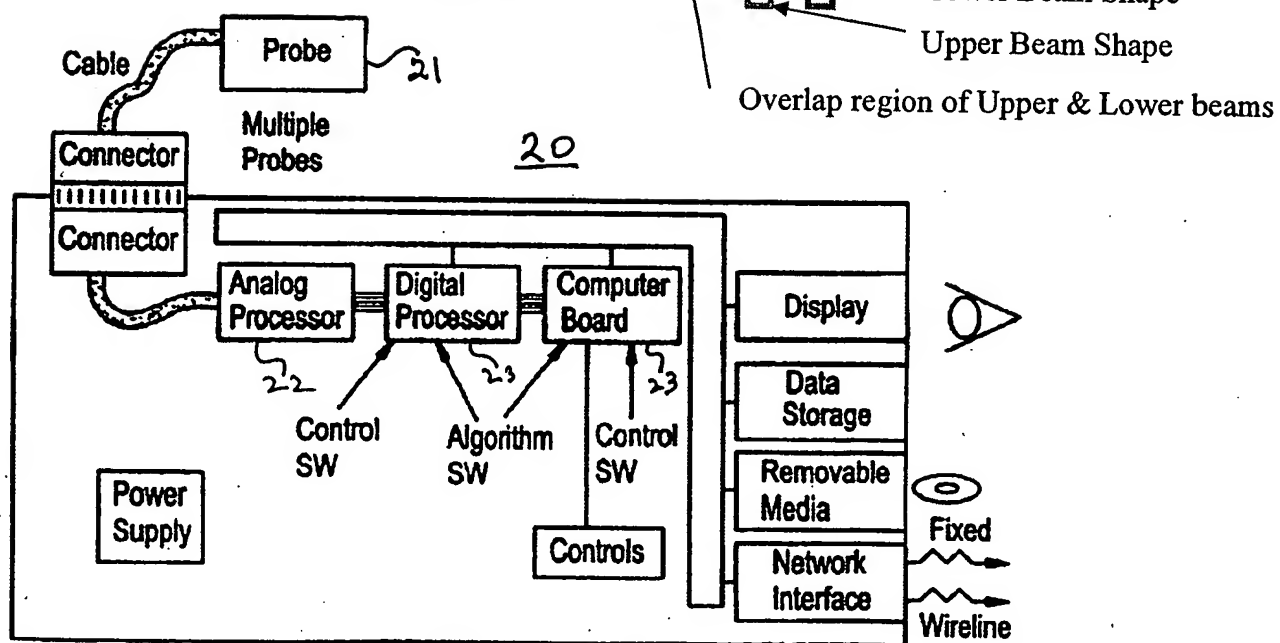 Upper Beam Shape
Overlap region of Upper & Lower beams
Cable
Probe
21
Multiple
Probes
20
Connector
Connector
Analog
Processor
22
Digital
Processor
23
Computer
Board
23
Control
SW
Algorithm
SW
Control
SW
Power
Supply
Controls
Display
Data
Storage
Removable
Media
Network
Interface
Fixed
Wireline